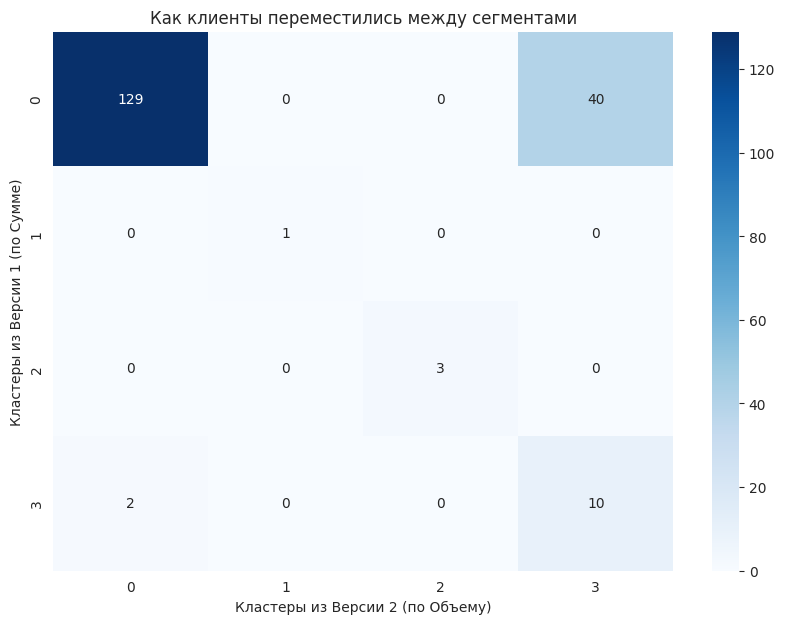 Как клиенты переместились между сегментами
Кластеры из Версии 1 (по Сумме)
0 129 0 0 40
1 0 1 0 0
2 0 0 3 0
3 2 0 0 10
0 1 2 3
Кластеры из Версии 2 (по Объему)
120
100
80
60
40
20
0